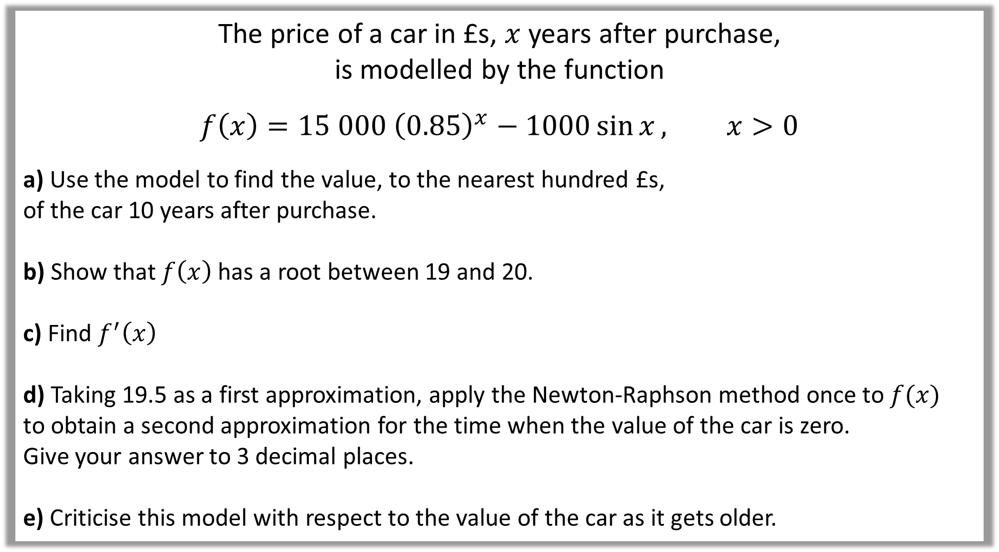 The price of a car in £s, x years after purchase,
is modelled by the function
f(x) = 15 000 (0.85)^x − 1000 sin x ,   x > 0
a) Use the model to find the value, to the nearest hundred £s,
of the car 10 years after purchase.
b) Show that f(x) has a root between 19 and 20.
c) Find f′(x)
d) Taking 19.5 as a first approximation, apply the Newton-Raphson method once to f(x)
to obtain a second approximation for the time when the value of the car is zero.
Give your answer to 3 decimal places.
e) Criticise this model with respect to the value of the car as it gets older.